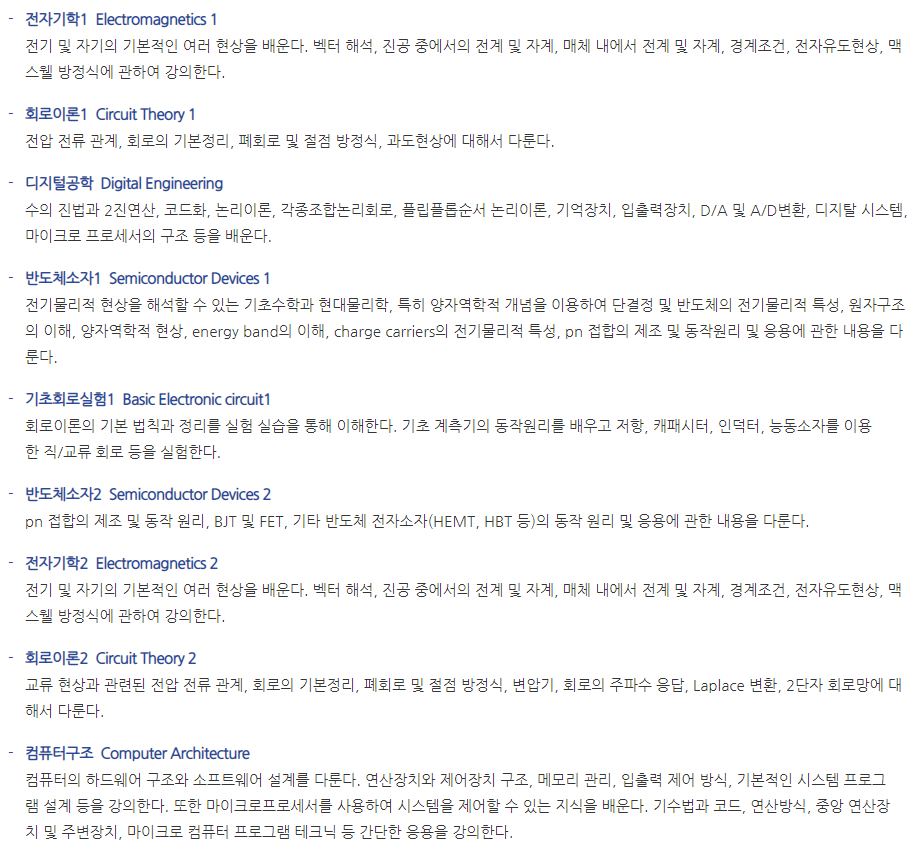 - 전자기학1 Electromagnetics 1
전기 및 자기의 기본적인 여러 현상을 배운다. 벡터 해석, 진공 중에서의 전계 및 자계, 매체 내에서 전계 및 자계, 경계조건, 전자유도현상, 맥
스웰 방정식에 관하여 강의한다.
- 회로이론1 Circuit Theory 1
전압 전류 관계, 회로의 기본정리, 폐회로 및 절점 방정식, 과도현상에 대해서 다룬다.
- 디지털공학 Digital Engineering
수의 진법과 2진연산, 코드화, 논리이론, 각종조합논리회로, 플립플롭순서 논리이론, 기억장치, 입출력장치, D/A 및 A/D변환, 디지탈 시스템,
마이크로 프로세서의 구조 등을 배운다.
- 반도체소자1 Semiconductor Devices 1
전기물리적 현상을 해석할 수 있는 기초수학과 현대물리학, 특히 양자역학적 개념을 이용하여 단결정 및 반도체의 전기물리적 특성, 원자구조
의 이해, 양자역학적 현상, energy band의 이해, charge carriers의 전기물리적 특성, pn 접합의 제조 및 동작원리 및 응용에 관한 내용을 다
룬다.
- 기초회로실험1 Basic Electronic circuit1
회로이론의 기본 법칙과 정리를 실험 실습을 통해 이해한다. 기초 계측기의 동작원리를 배우고 저항, 캐패시터, 인덕터, 능동소자를 이용
한 직/교류 회로 등을 실험한다.
- 반도체소자2 Semiconductor Devices 2
pn 접합의 제조 및 동작 원리, BJT 및 FET, 기타 반도체 전자소자(HEMT, HBT 등)의 동작 원리 및 응용에 관한 내용을 다룬다.
- 전자기학2 Electromagnetics 2
전기 및 자기의 기본적인 여러 현상을 배운다. 벡터 해석, 진공 중에서의 전계 및 자계, 매체 내에서 전계 및 자계, 경계조건, 전자유도현상, 맥
스웰 방정식에 관하여 강의한다.
- 회로이론2 Circuit Theory 2
교류 현상과 관련된 전압 전류 관계, 회로의 기본정리, 폐회로 및 절점 방정식, 변압기, 회로의 주파수 응답, Laplace 변환, 2단자 회로망에 대
해서 다룬다.
- 컴퓨터구조 Computer Architecture
컴퓨터의 하드웨어 구조와 소프트웨어 설계를 다룬다. 연산장치와 제어장치 구조, 메모리 관리, 입출력 제어 방식, 기본적인 시스템 프로그
램 설계 등을 강의한다. 또한 마이크로프로세서를 사용하여 시스템을 제어할 수 있는 지식을 배운다. 기수법과 코드, 연산방식, 중앙 연산장
치 및 주변장치, 마이크로 컴퓨터 프로그램 테크닉 등 간단한 응용을 강의한다.